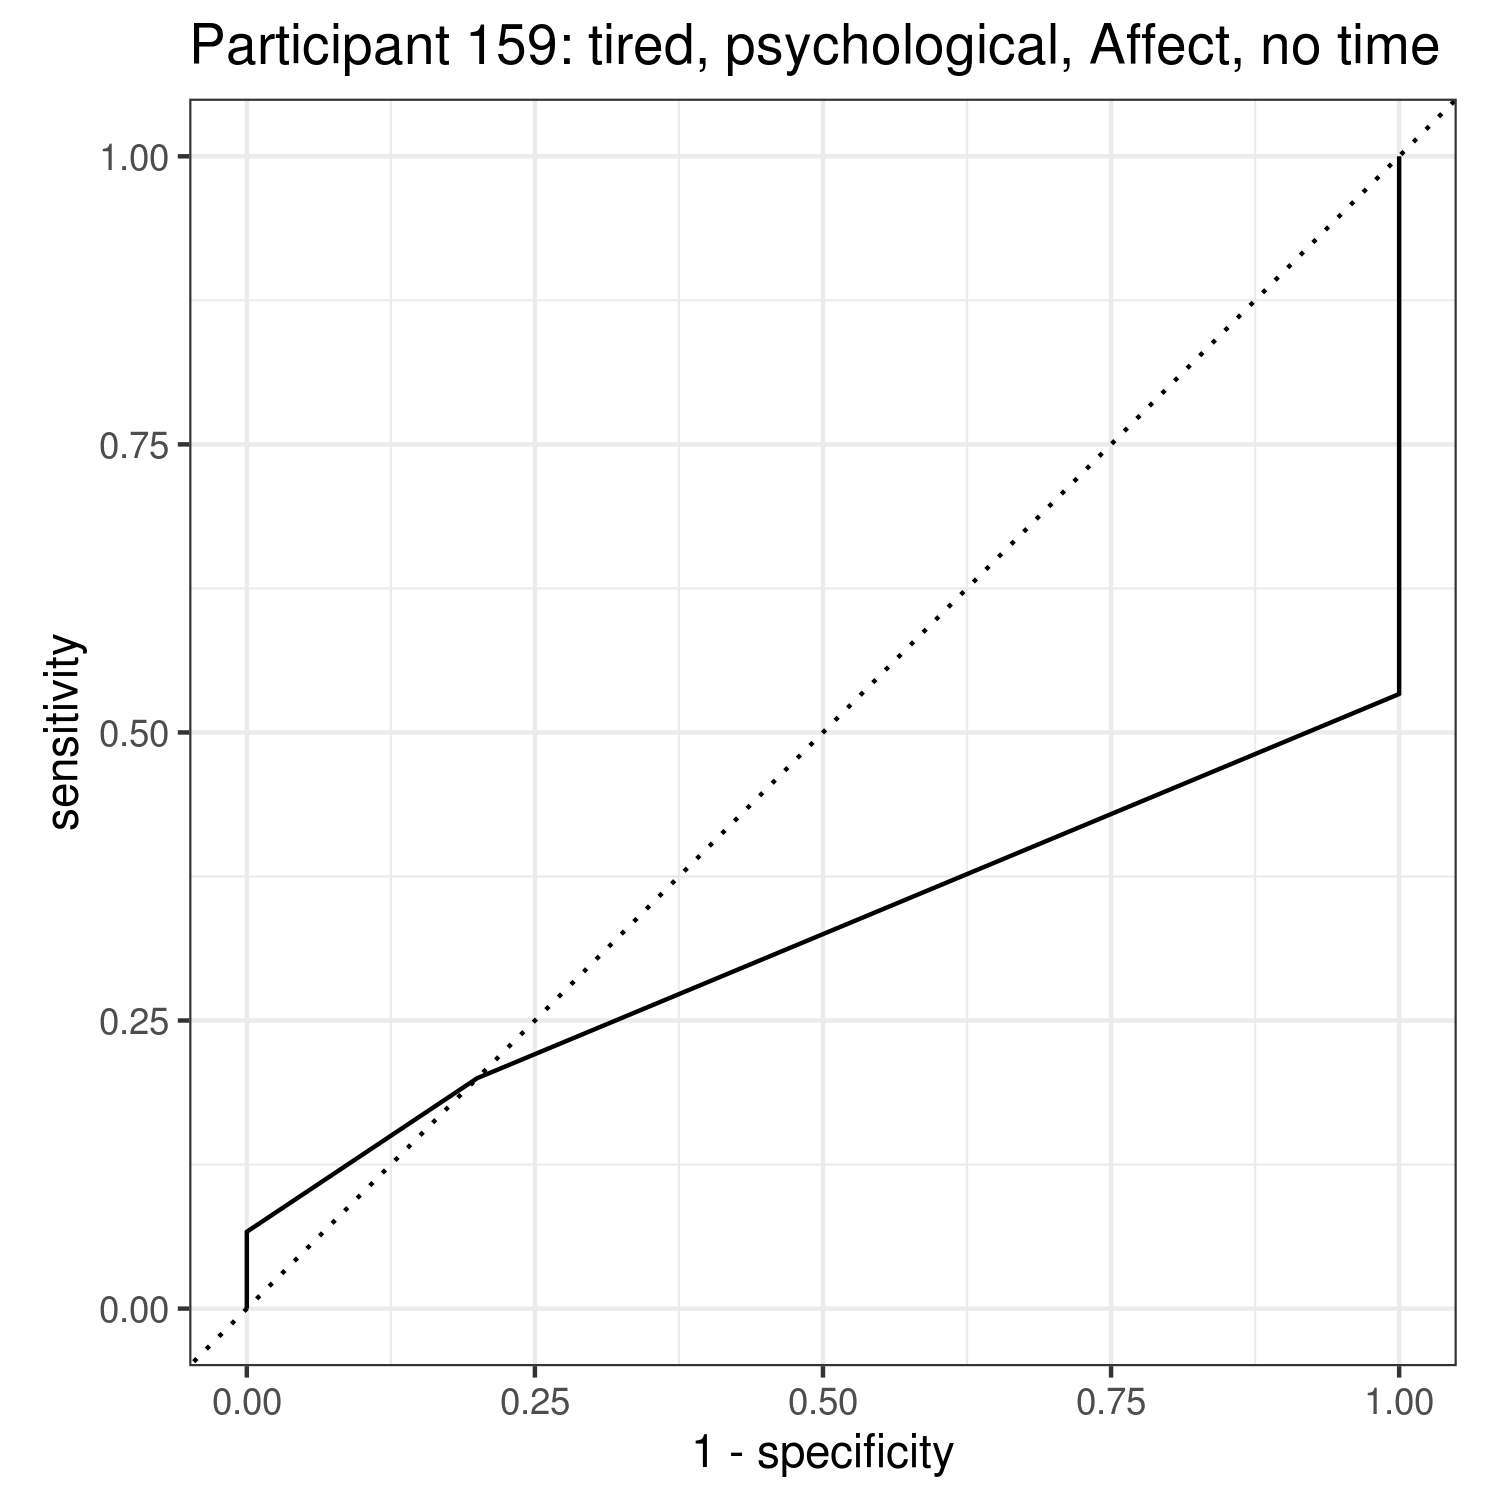 Participant 159: tired, psychological, Affect, no time
1.00
0.75
0.50
0.25
0.00
sensitivity
0.00 0.25 0.50 0.75 1.00
1 - specificity